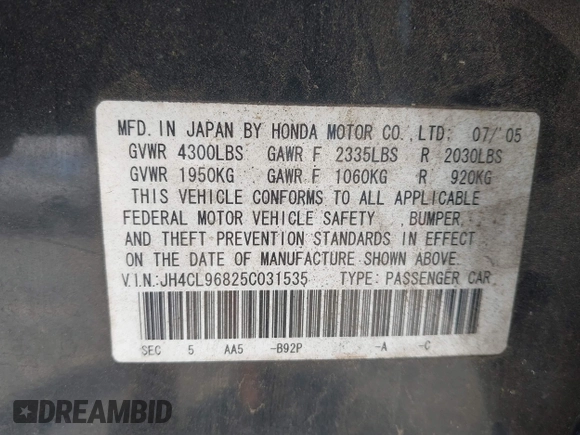 MFD. IN JAPAN BY HONDA MOTOR CO., LTD: 07/'05
GVWR 4300LBS GAWR F 2335LBS R 2030LBS
GVWR 1950KG GAWR F 1060KG R 920KG
THIS VEHICLE CONFORMS TO ALL APPLICABLE
FEDERAL MOTOR VEHICLE SAFETY , BUMPER,
AND THEFT PREVENTION STANDARDS IN EFFECT
ON THE DATE OF MANUFACTURE SHOWN ABOVE.
V.I.N.:JH4CL96825C031535 TYPE: PASSENGER CAR
SEC 5 AA5 -B92P -A -C
DREAMBID